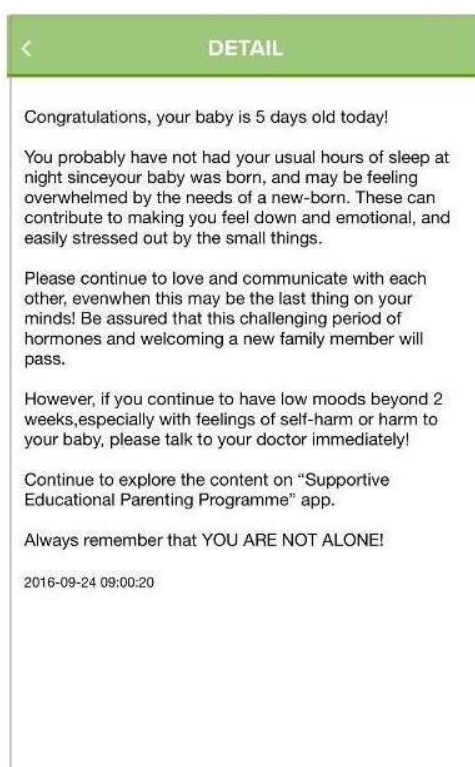 DETAIL
Congratulations, your baby is 5 days old today!
You probably have not had your usual hours of sleep at
night sinceyour baby was born, and may be feeling
overwhelmed by the needs of a new-born. These can
contribute to making you feel down and emotional, and
easily stressed out by the small things.
Please continue to love and communicate with each
other, evenwhen this may be the last thing on your
minds! Be assured that this challenging period of
hormones and welcoming a new family member will
pass.
However, if you continue to have low moods beyond 2
weeks,especially with feelings of self-harm or harm to
your baby, please talk to your doctor immediately!
Continue to explore the content on “Supportive
Educational Parenting Programme” app.
Always remember that YOU ARE NOT ALONE!
2016-09-24 09:00:20